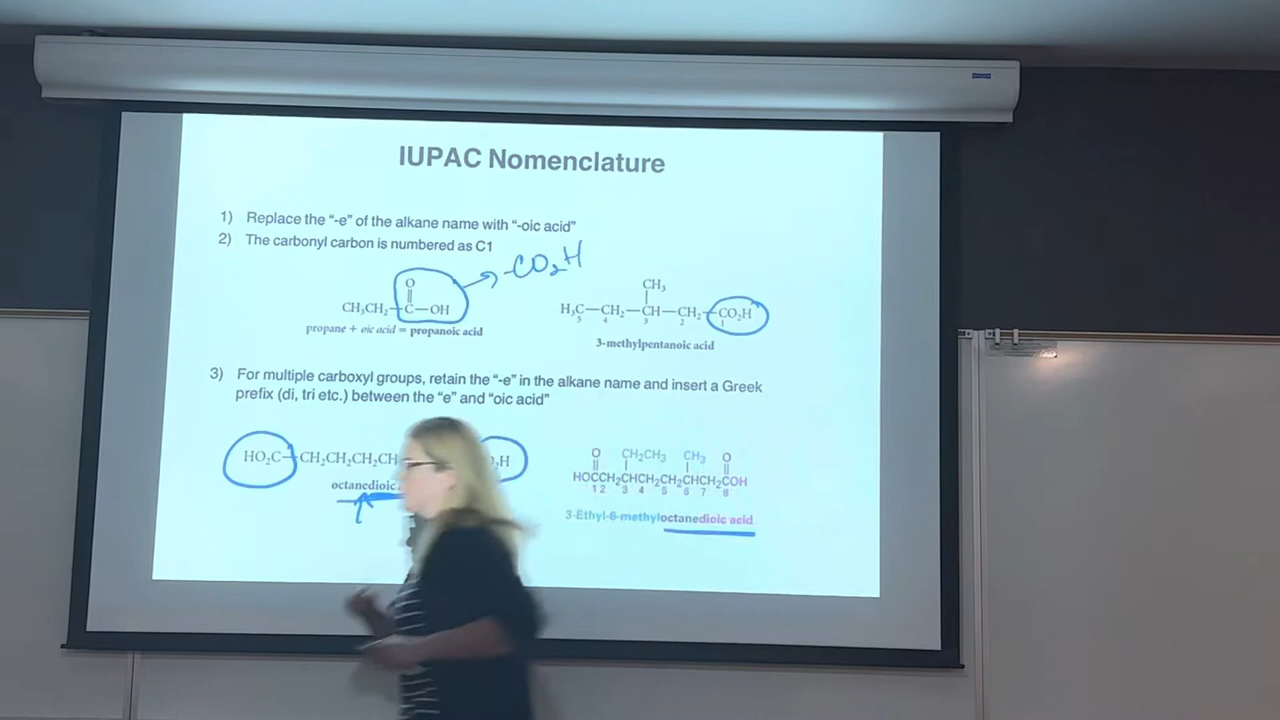 IUPAC Nomenclature
1) Replace the "-e" of the alkane name with "-oic acid"
2) The carbonyl carbon is numbered as C1
-CO₂H
O
CH₃CH₂—C—OH
propane + oic acid = propanoic acid
CH₃
H₃C—CH₂—CH—CH₂—CO₂H
5 4 3 2 1
3-methylpentanoic acid
3) For multiple carboxyl groups, retain the "-e" in the alkane name and insert a Greek
prefix (di, tri etc.) between the "e" and "oic acid"
HO₂C—CH₂CH₂CH₂CH ₂H
octanedioic
O CH₂CH₃ CH₃ O
HOCCH₂CHCH₂CH₂CHCH₂COH
1 2 3 4 5 6 7 8
3-Ethyl-6-methyloctanedioic acid